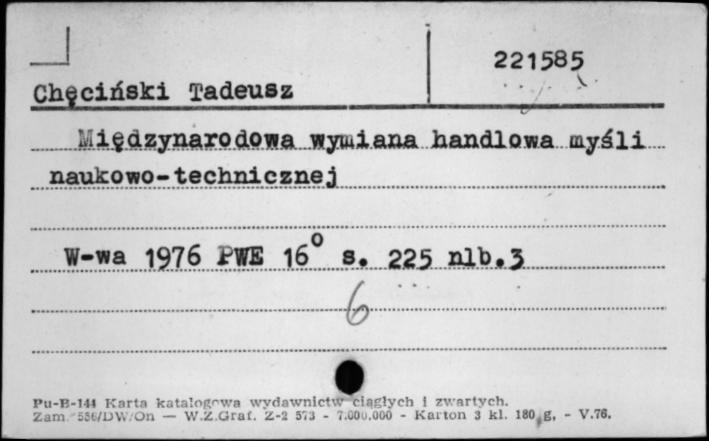 221585
Chęciński Tadeusz
Międzynarodowa wymiana handlowa myśli
naukowo-technicznej
W-wa 1976 PWE 16° s. 225 nlb.3
6
Pu-B-144 Karta katalogowa wydawnictw ciągłych i zwartych.
Zam. 556/DW/On — W.Z.Graf. Z-2 573 - 7.000.000 - Karton 3 kl. 180 g. - V.76.